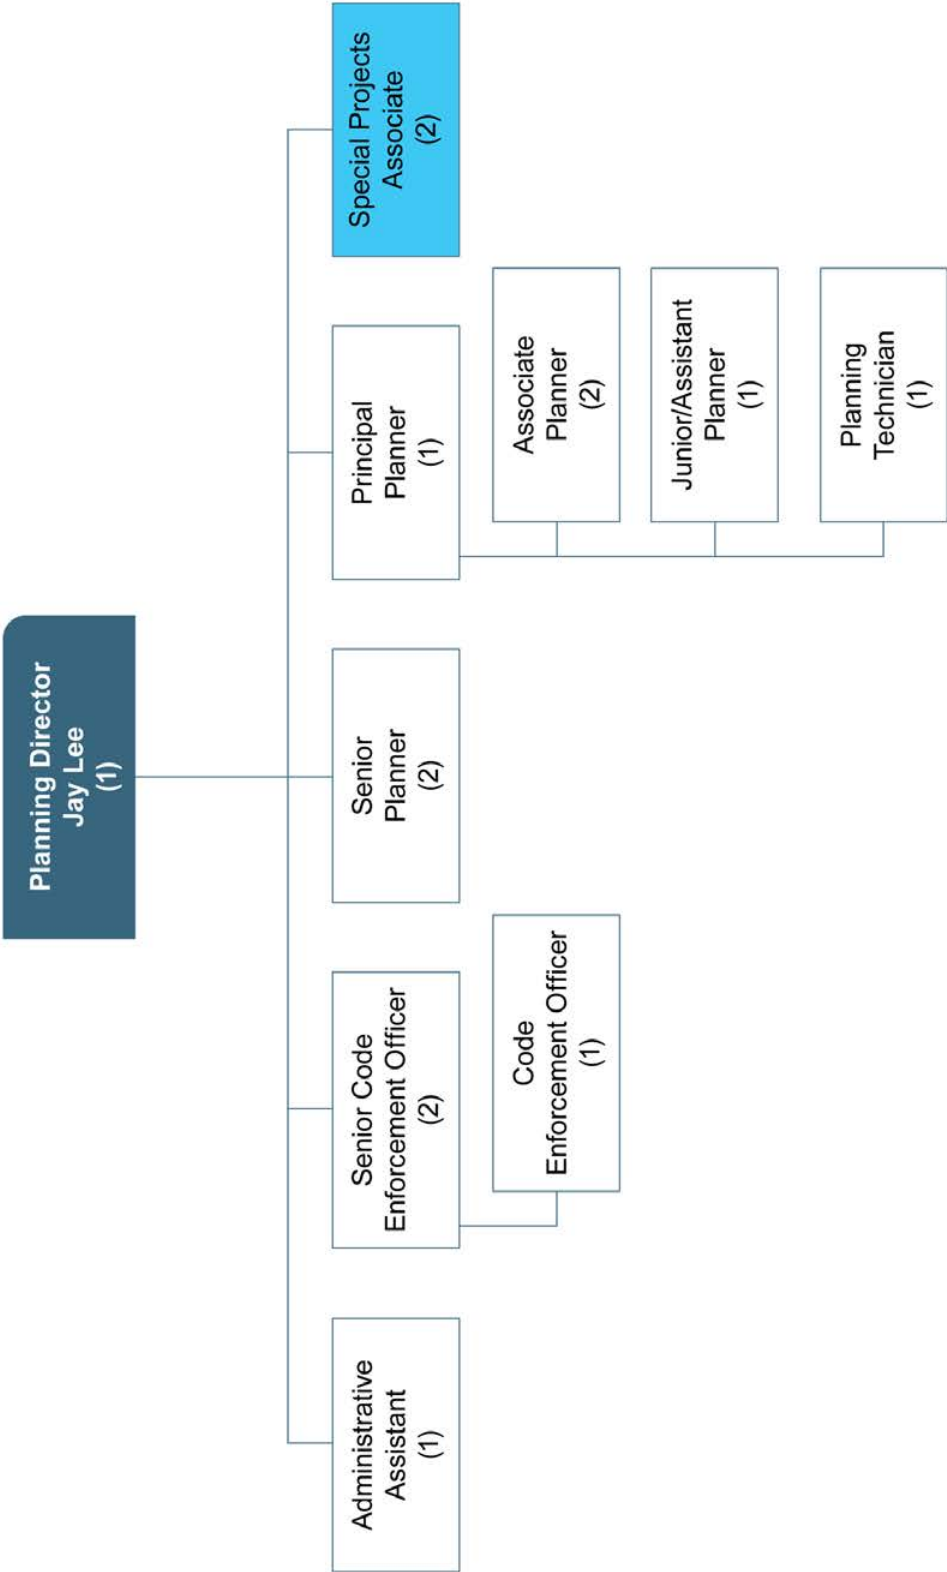 Planning Director
Jay Lee
(1)
Administrative
Assistant
(1)
Senior Code
Enforcement Officer
(2)
Senior
Planner
(2)
Principal
Planner
(1)
Special Projects
Associate
(2)
Code
Enforcement Officer
(1)
Associate
Planner
(2)
Junior/Assistant
Planner
(1)
Planning
Technician
(1)